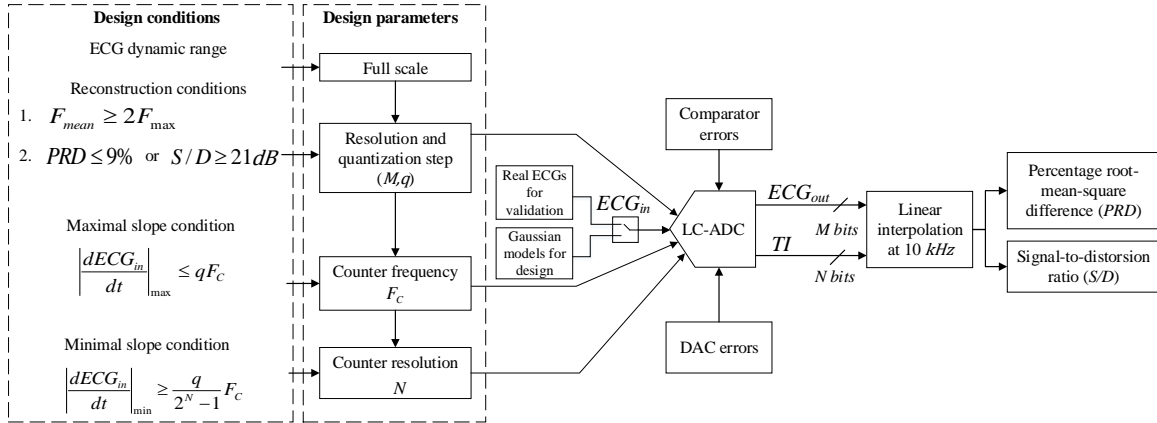 Design conditions
ECG dynamic range
Reconstruction conditions
1. F_mean ≥ 2F_max
2. PRD ≤ 9% or S / D ≥ 21dB
Maximal slope condition
|dECG_in / dt|_max ≤ qF_C
Minimal slope condition
|dECG_in / dt|_min ≥ q / (2^N − 1) F_C
Design parameters
Full scale
Resolution and
quantization step
(M,q)
Counter frequency
F_C
Counter resolution
N
Real ECGs
for
validation
Gaussian
models for
design
ECG_in
Comparator
errors
LC-ADC
DAC errors
ECG_out
M bits
TI
N bits
Linear
interpolation
at 10 kHz
Percentage root-
mean-square
difference (PRD)
Signal-to-distorsion
ratio (S/D)